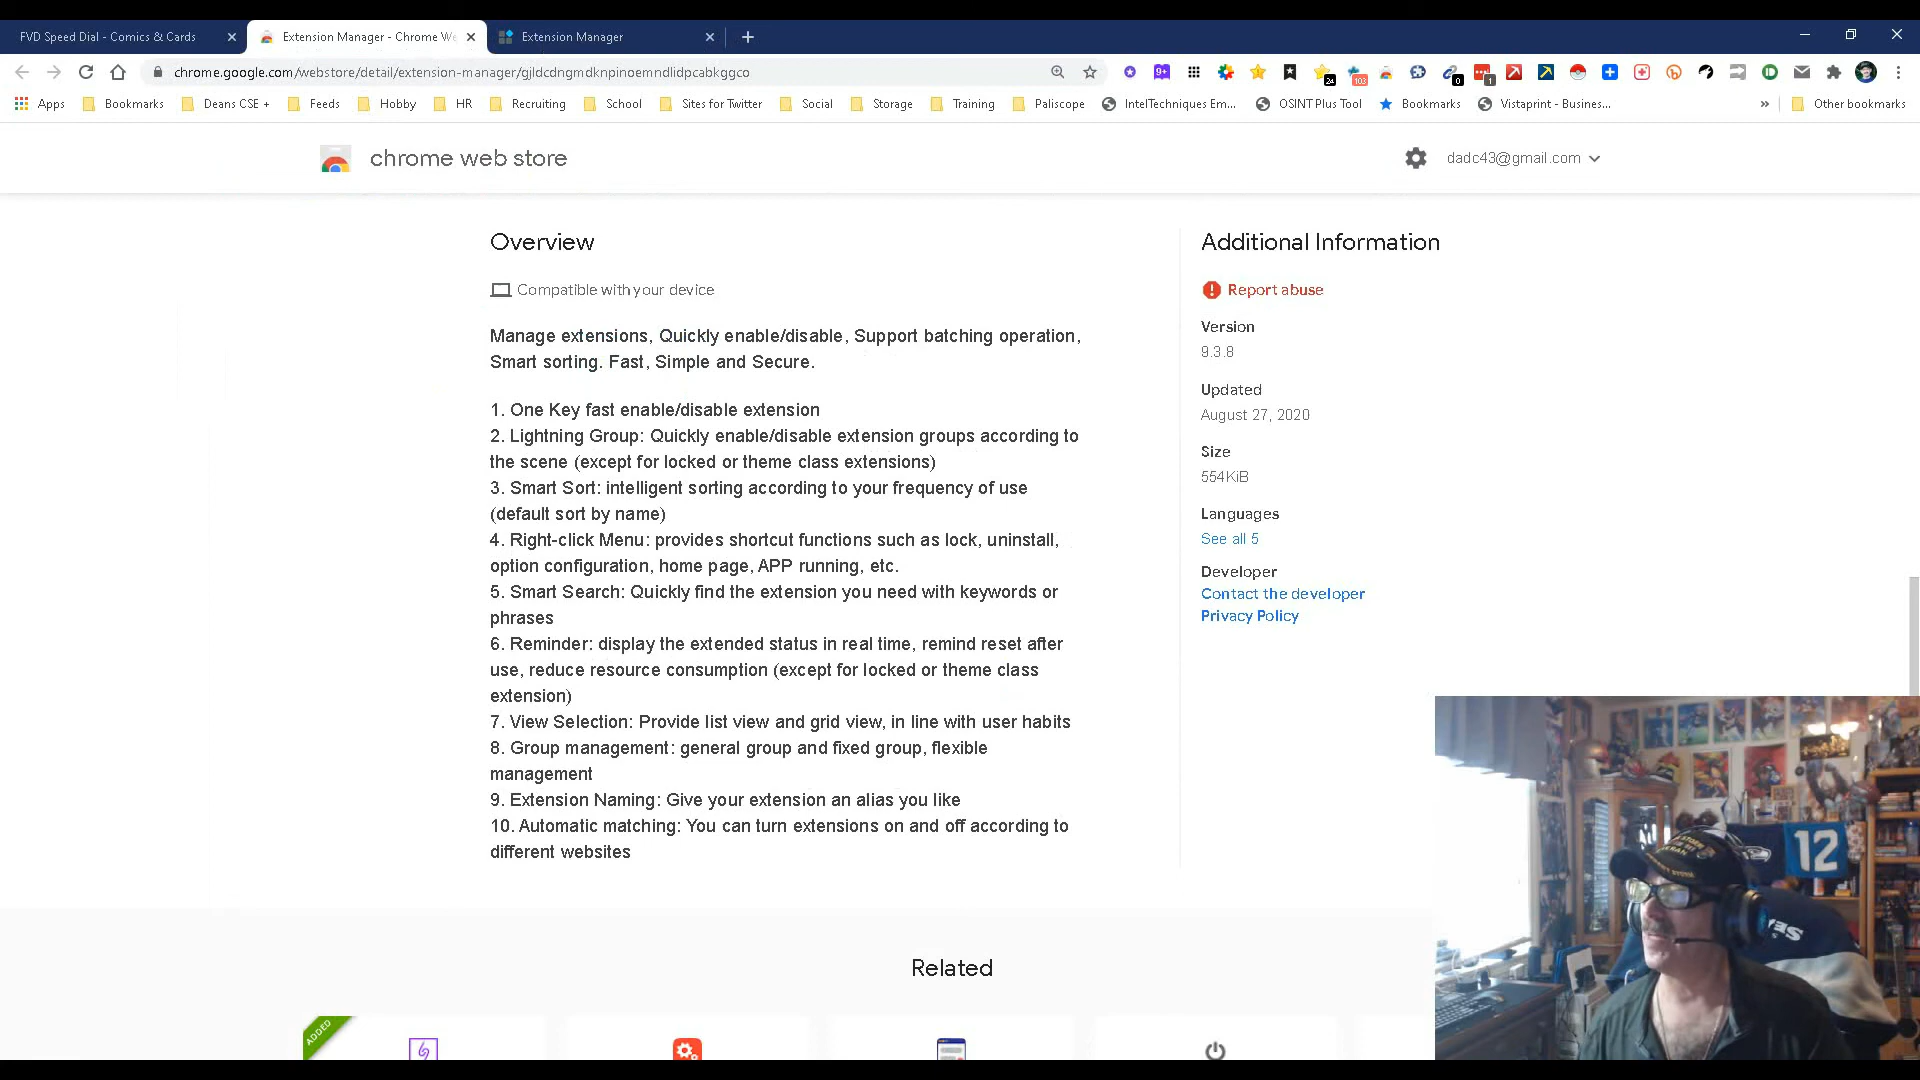 FVD Speed Dial - Comics & Cards
Extension Manager - Chrome We
Extension Manager
chrome.google.com/webstore/detail/extension-manager/gjldcdngmdknpinoemndlidpcabkggco
9+
24
103
0
1
Apps
Bookmarks
Deans CSE +
Feeds
Hobby
HR
Recruiting
School
Sites for Twitter
Social
Storage
Training
Paliscope
IntelTechniques Em...
OSINT Plus Tool
Bookmarks
Vistaprint - Busines...
»
Other bookmarks
chrome web store
dadc43@gmail.com
Overview
Compatible with your device
Manage extensions, Quickly enable/disable, Support batching operation,
Smart sorting. Fast, Simple and Secure.
1. One Key fast enable/disable extension
2. Lightning Group: Quickly enable/disable extension groups according to
the scene (except for locked or theme class extensions)
3. Smart Sort: intelligent sorting according to your frequency of use
(default sort by name)
4. Right-click Menu: provides shortcut functions such as lock, uninstall,
option configuration, home page, APP running, etc.
5. Smart Search: Quickly find the extension you need with keywords or
phrases
6. Reminder: display the extended status in real time, remind reset after
use, reduce resource consumption (except for locked or theme class
extension)
7. View Selection: Provide list view and grid view, in line with user habits
8. Group management: general group and fixed group, flexible
management
9. Extension Naming: Give your extension an alias you like
10. Automatic matching: You can turn extensions on and off according to
different websites
Additional Information
Report abuse
Version
9.3.8
Updated
August 27, 2020
Size
554KiB
Languages
See all 5
Developer
Contact the developer
Privacy Policy
Related
ADDED
12